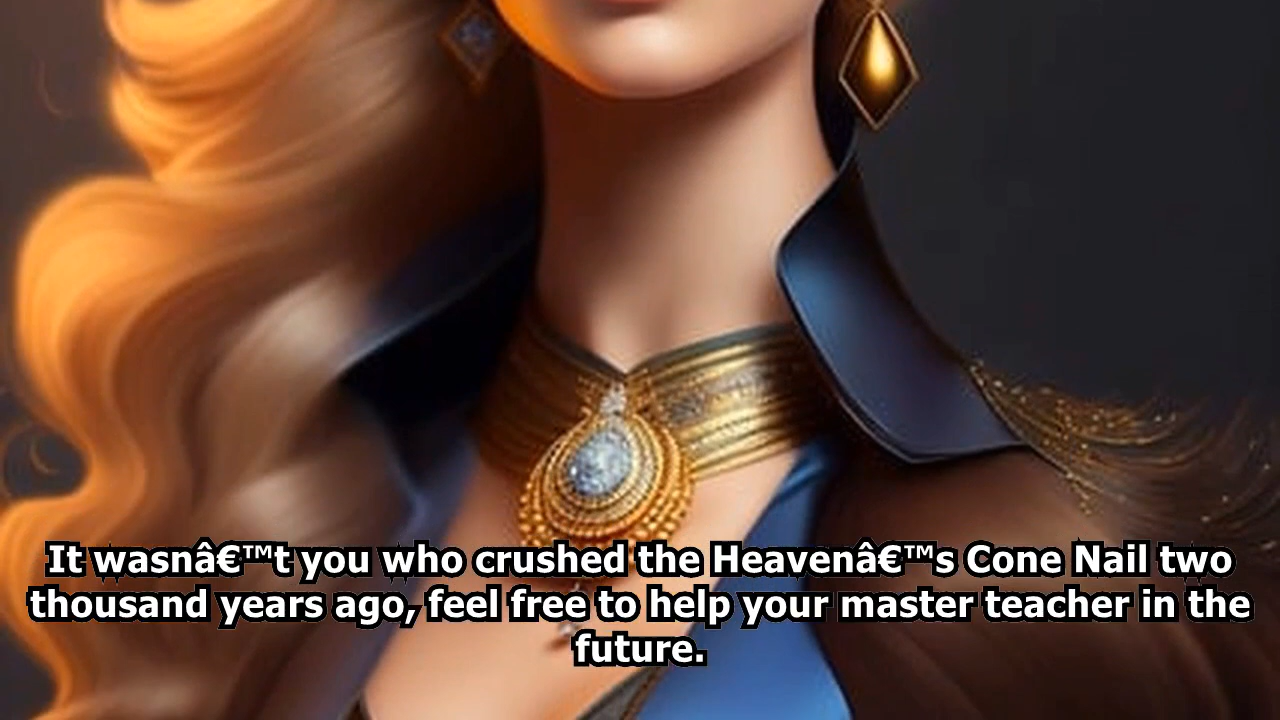 It wasnâ€™t you who crushed the Heavenâ€™s Cone Nail two
thousand years ago, feel free to help your master teacher in the
future.